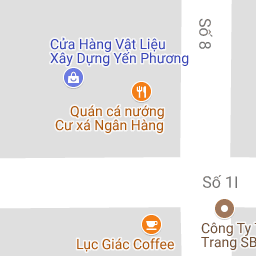 Số 8
Cửa Hàng Vật Liệu
Xây Dựng Yến Phương
Quán cá nướng
Cư xá Ngân Hàng
Số 1I
Công Ty
Trang SB
Lục Giác Coffee